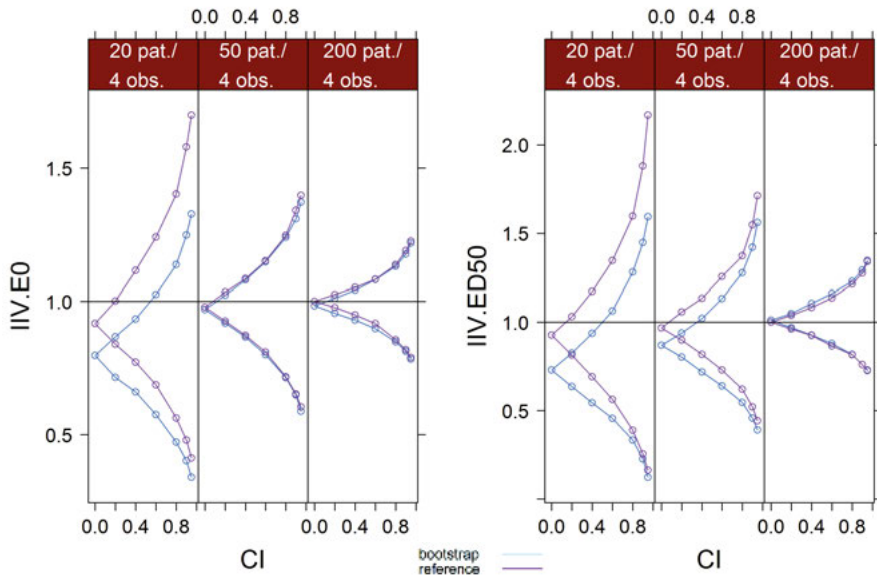 0.0 0.4 0.8
0.0 0.4 0.8
20 pat./
4 obs.
50 pat./
4 obs.
200 pat./
4 obs.
20 pat./
4 obs.
50 pat./
4 obs.
200 pat./
4 obs.
IIV.E0
1.5
1.0
0.5
IIV.ED50
2.0
1.5
1.0
0.5
0.0 0.4 0.8
0.0 0.4 0.8
0.0 0.4 0.8
0.0 0.4 0.8
CI
CI
bootstrap
reference